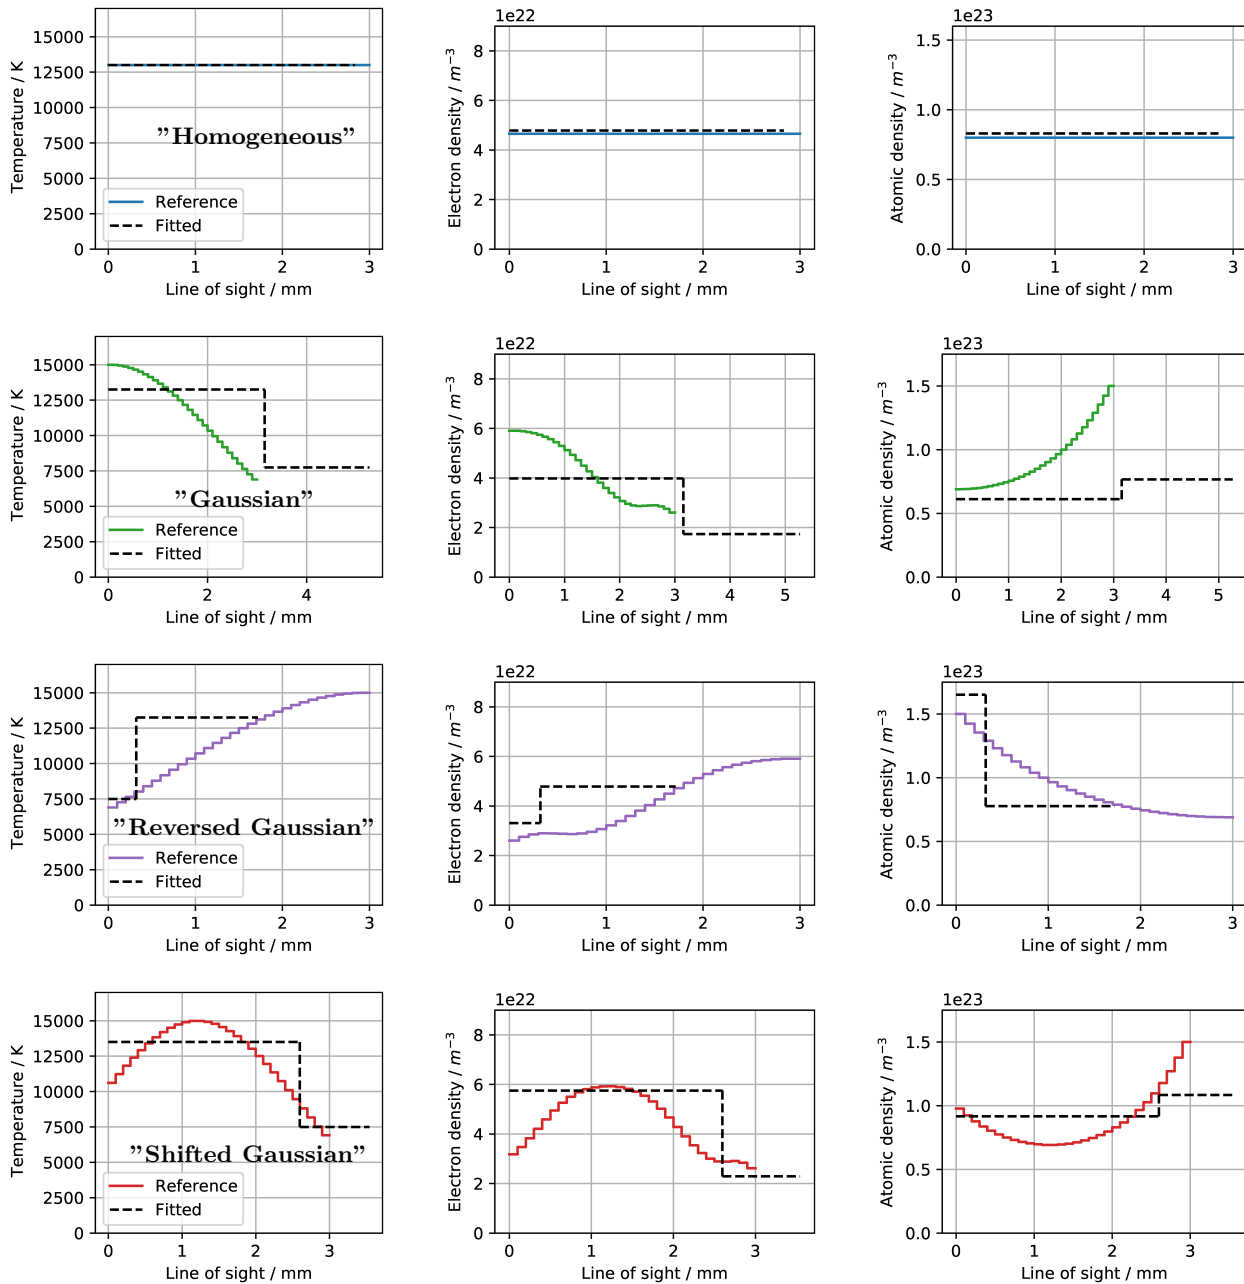 1e22
1e23
15000
12500
10000
7500
5000
2500
0
Temperature / K
"Homogeneous"
Reference
Fitted
0 1 2 3
Line of sight / mm
8
6
4
2
0
Electron density / m⁻³
0 1 2 3
Line of sight / mm
1.5
1.0
0.5
0.0
Atomic density / m⁻³
0 1 2 3
Line of sight / mm
1e22
1e23
15000
12500
10000
7500
5000
2500
0
Temperature / K
"Gaussian"
Reference
Fitted
0 2 4
Line of sight / mm
8
6
4
2
0
Electron density / m⁻³
0 1 2 3 4 5
Line of sight / mm
1.5
1.0
0.5
0.0
Atomic density / m⁻³
0 1 2 3 4 5
Line of sight / mm
1e22
1e23
15000
12500
10000
7500
5000
2500
0
Temperature / K
"Reversed Gaussian"
Reference
Fitted
0 1 2 3
Line of sight / mm
8
6
4
2
0
Electron density / m⁻³
0 1 2 3
Line of sight / mm
1.5
1.0
0.5
0.0
Atomic density / m⁻³
0 1 2 3
Line of sight / mm
1e22
1e23
15000
12500
10000
7500
5000
2500
0
Temperature / K
"Shifted Gaussian"
Reference
Fitted
0 1 2 3
Line of sight / mm
8
6
4
2
0
Electron density / m⁻³
0 1 2 3
Line of sight / mm
1.5
1.0
0.5
0.0
Atomic density / m⁻³
0 1 2 3
Line of sight / mm